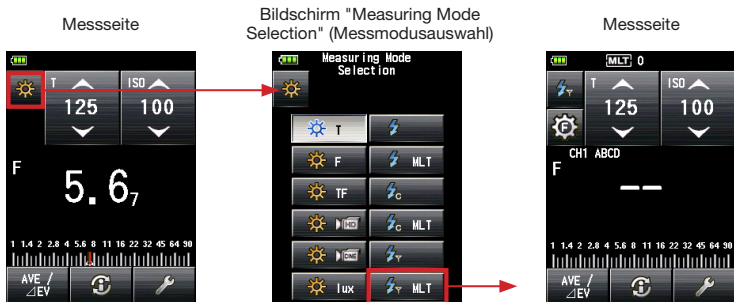 Messseite
Bildschirm "Measuring Mode
Selection" (Messmodusauswahl)
Messseite
T
ISO
125
100
F
5.67
1 1.4 2 2.8 4 5.6 8 11 16 22 32 45 64 90
AVE /
⊿EV
Measuring Mode
Selection
T
F
MLT
TF
C
HD
C MLT
CINE
Y
lux
Y MLT
MLT 0
Y
T
ISO
125
100
F
CH1 ABCD
F
--
1 1.4 2 2.8 4 5.6 8 11 16 22 32 45 64 90
AVE /
⊿EV